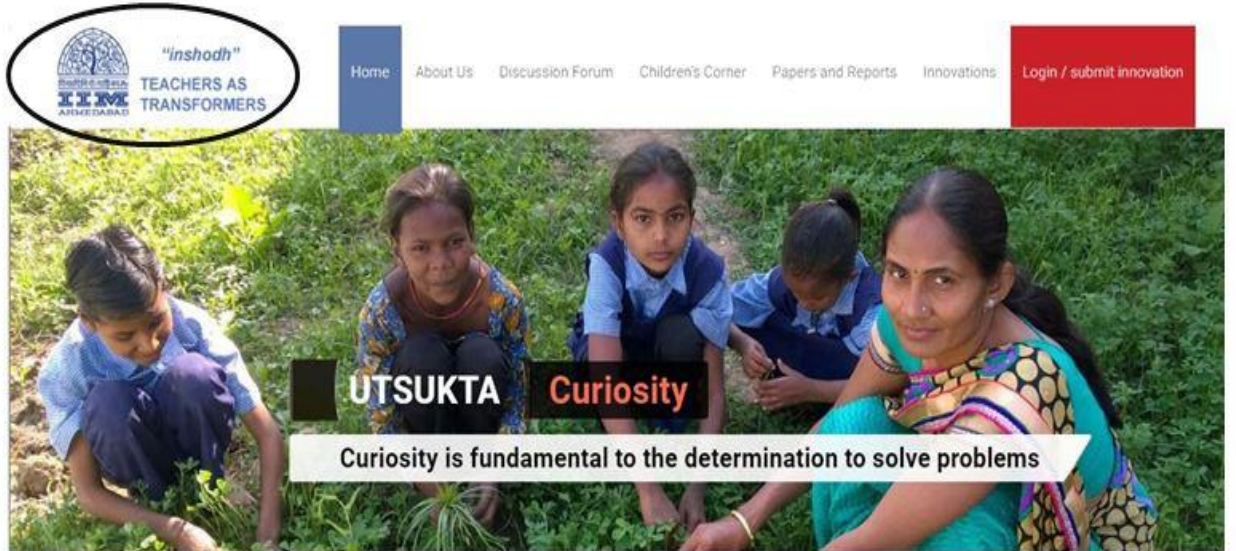 "inshodh"
TEACHERS AS
TRANSFORMERS
IIM
AHMEDABAD
Home About Us Discussion Forum Children's Corner Papers and Reports Innovations Login / submit innovation
UTSUKTA Curiosity
Curiosity is fundamental to the determination to solve problems